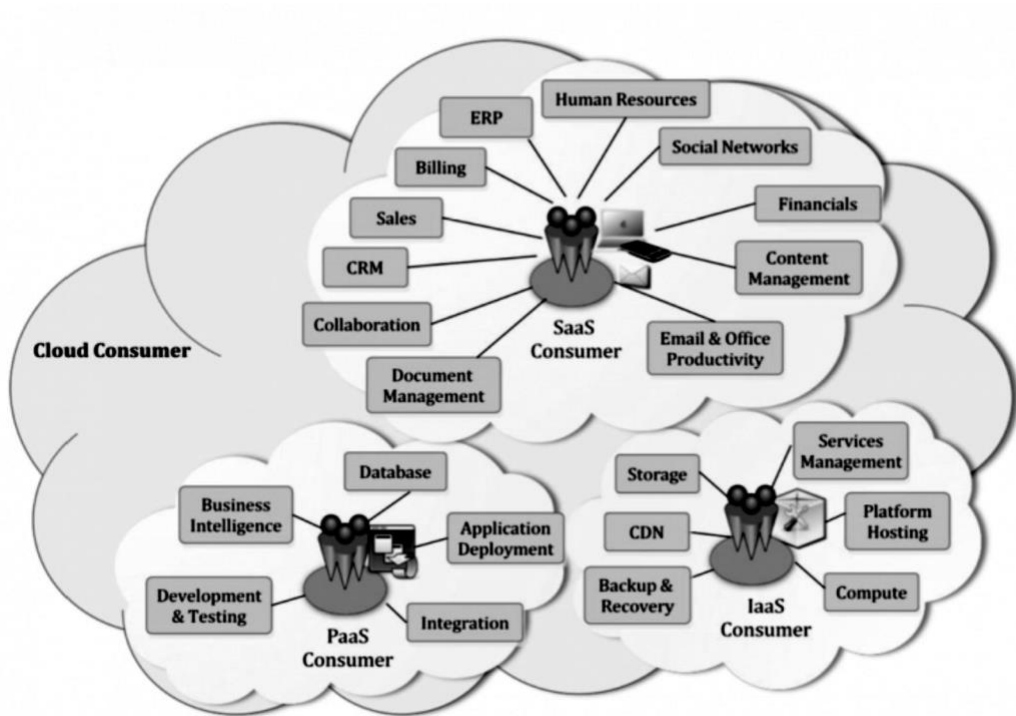 Human Resources
ERP
Social Networks
Billing
Financials
Sales
Content
Management
CRM
Collaboration
SaaS
Consumer
Email & Office
Productivity
Document
Management
Cloud Consumer
Database
Business
Intelligence
Application
Deployment
Development
& Testing
Integration
PaaS
Consumer
Services
Management
Storage
Platform
Hosting
CDN
Backup &
Recovery
Compute
IaaS
Consumer